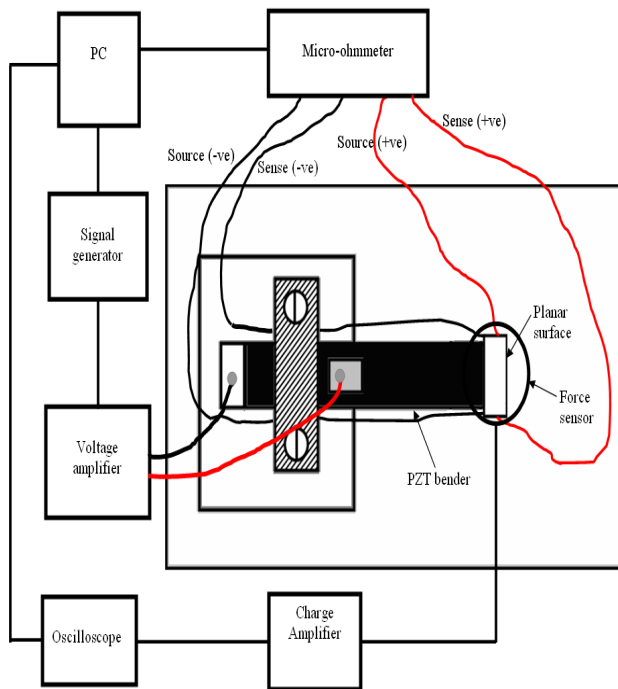 PC
Micro-ohmmeter
Source (-ve)
Sense (-ve)
Source (+ve)
Sense (+ve)
Signal
generator
Planar
surface
Force
sensor
Voltage
amplifier
PZT bender
Oscilloscope
Charge
Amplifier